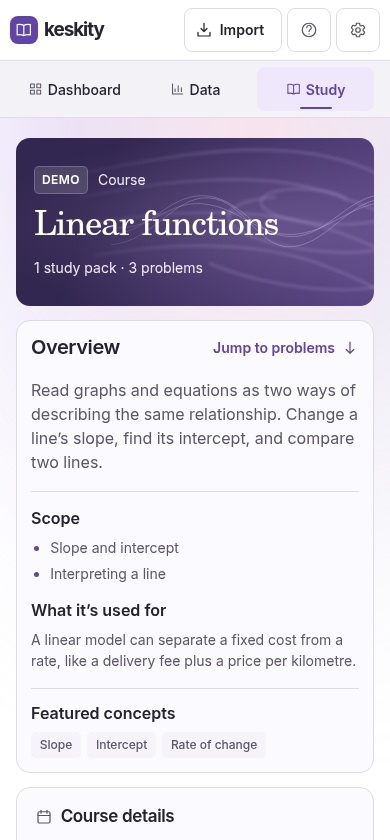 keskity
Import
Dashboard
Data
Study
DEMO
Course
Linear functions
1 study pack · 3 problems
Overview
Jump to problems
Read graphs and equations as two ways of
describing the same relationship. Change a
line’s slope, find its intercept, and compare
two lines.
Scope
Slope and intercept
Interpreting a line
What it’s used for
A linear model can separate a fixed cost from a
rate, like a delivery fee plus a price per kilometre.
Featured concepts
Slope
Intercept
Rate of change
Course details